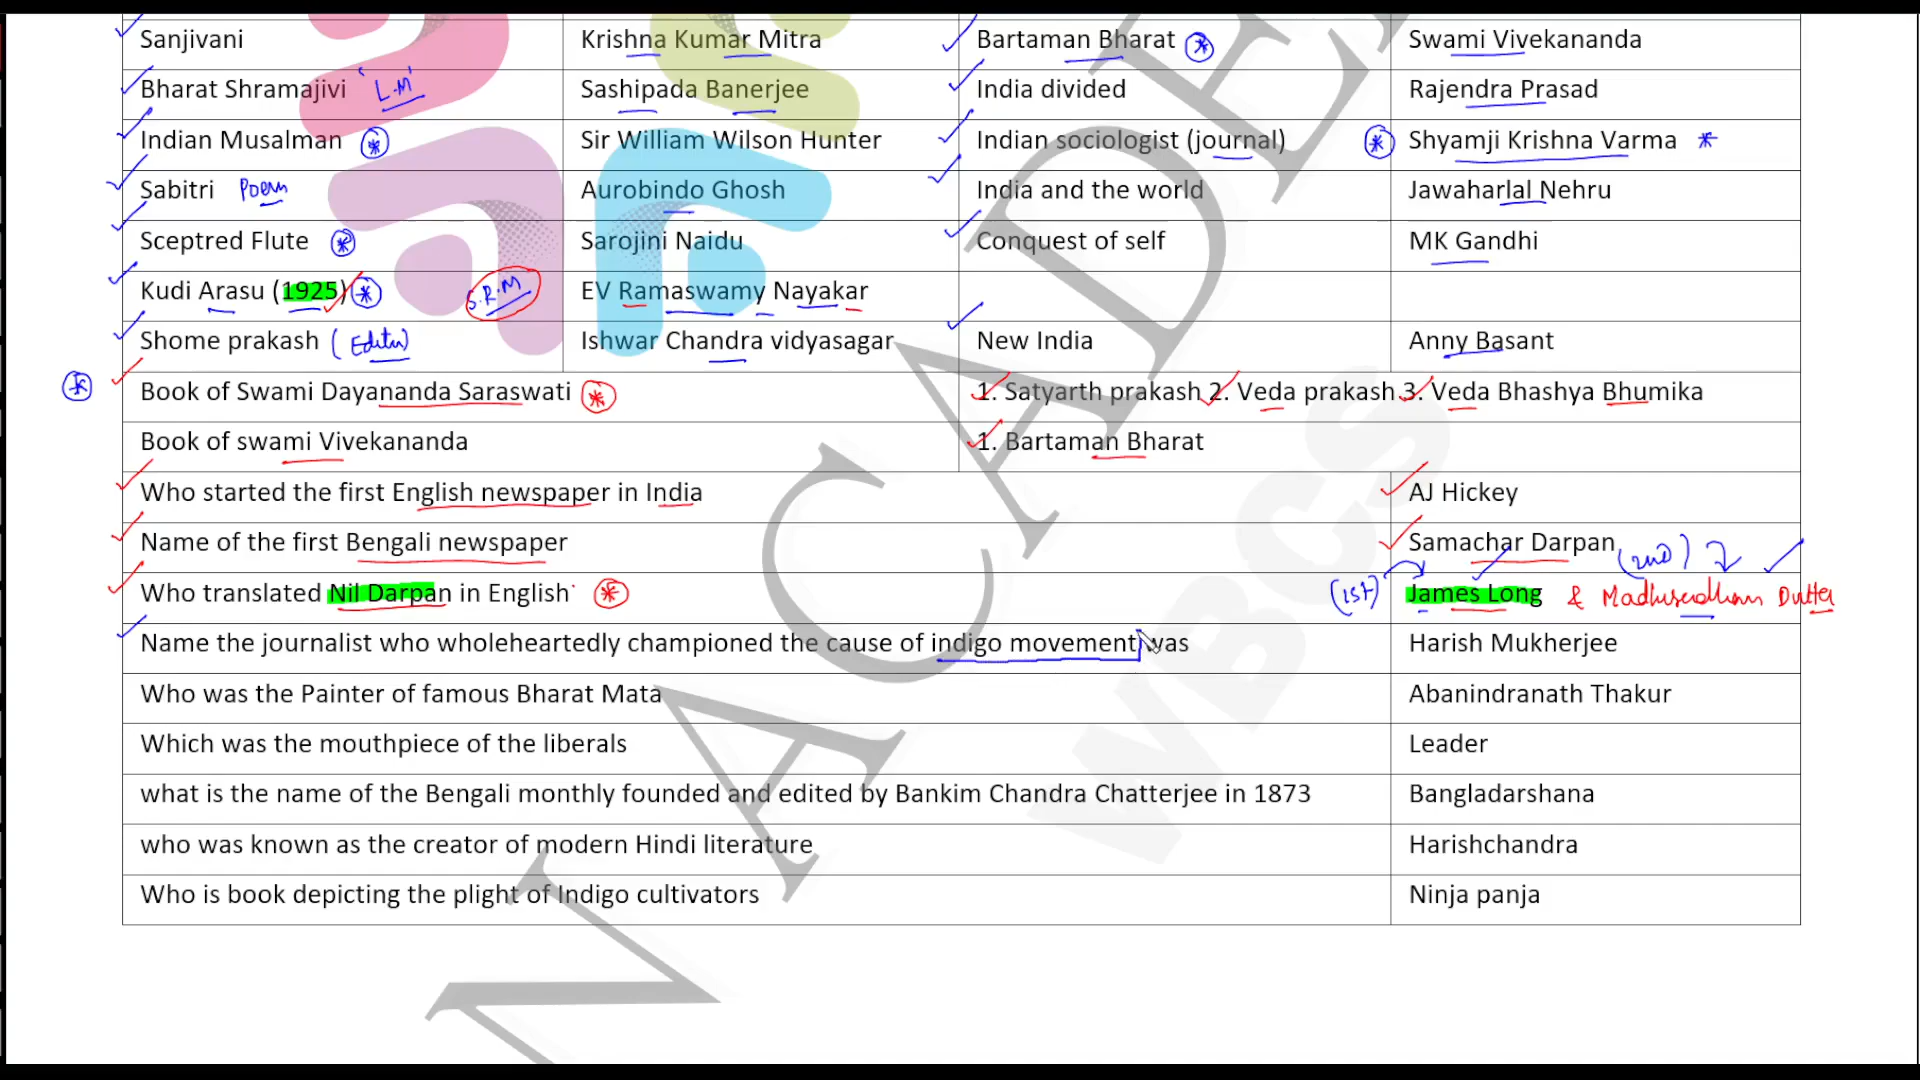 Sanjivani Krishna Kumar Mitra Bartaman Bharat * Swami Vivekananda
Bharat Shramajivi 'L.M' Sashipada Banerjee India divided Rajendra Prasad
Indian Musalman * Sir William Wilson Hunter Indian sociologist (journal) * Shyamji Krishna Varma *
Sabitri Poem Aurobindo Ghosh India and the world Jawaharlal Nehru
Sceptred Flute * Sarojini Naidu Conquest of self MK Gandhi
Kudi Arasu (1925) * S.R.M EV Ramaswamy Nayakar
Shome prakash (Editor) Ishwar Chandra vidyasagar New India Anny Basant
* Book of Swami Dayananda Saraswati * 1. Satyarth prakash 2. Veda prakash 3. Veda Bhashya Bhumika
Book of swami Vivekananda 1. Bartaman Bharat
Who started the first English newspaper in India AJ Hickey
Name of the first Bengali newspaper Samachar Darpan (2nd)
Who translated Nil Darpan in English * (1st) James Long & Madhusudhan Dutta
Name the journalist who wholeheartedly championed the cause of indigo movement was Harish Mukherjee
Who was the Painter of famous Bharat Mata Abanindranath Thakur
Which was the mouthpiece of the liberals Leader
what is the name of the Bengali monthly founded and edited by Bankim Chandra Chatterjee in 1873 Bangladarshana
who was known as the creator of modern Hindi literature Harishchandra
Who is book depicting the plight of Indigo cultivators Ninja panja
N ACADE
WBCS